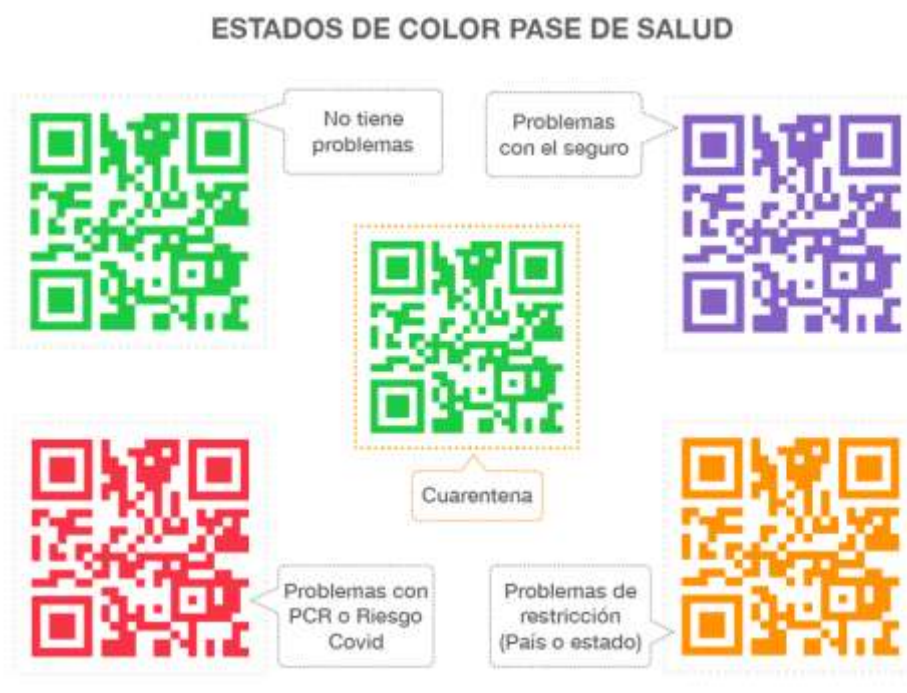 ESTADOS DE COLOR PASE DE SALUD
No tiene
problemas
Problemas
con el seguro
Cuarentena
Problemas con
PCR o Riesgo
Covid
Problemas de
restricción
(País o estado)